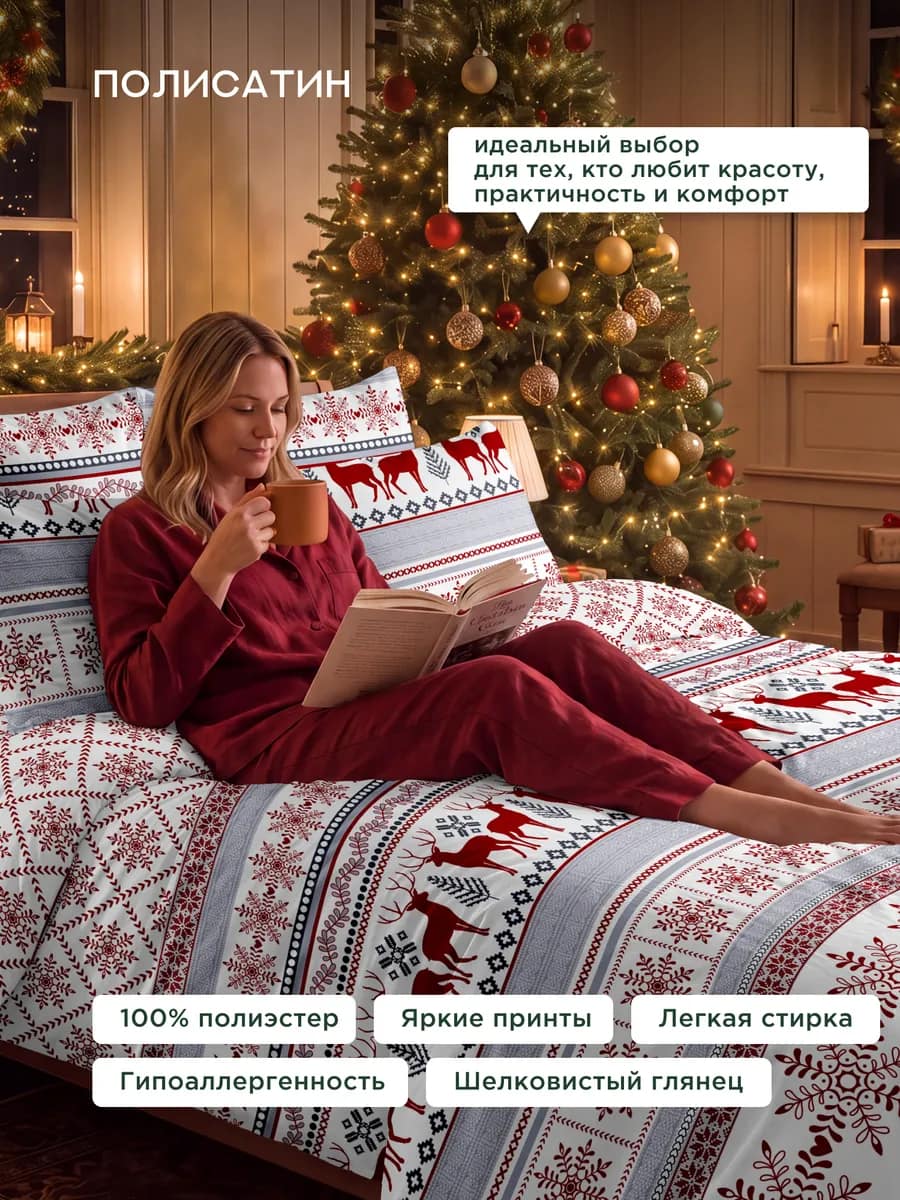 ПОЛИСАТИН
идеальный выбор
для тех, кто любит красоту,
практичность и комфорт
100% полиэстер
Яркие принты
Легкая стирка
Гипоаллергенность
Шелковистый глянец